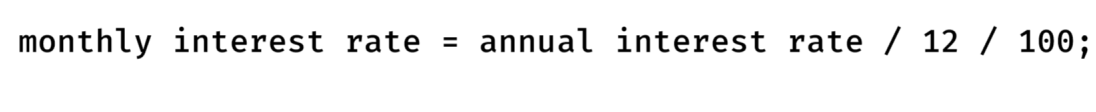 monthly interest rate = annual interest rate / 12 / 100;